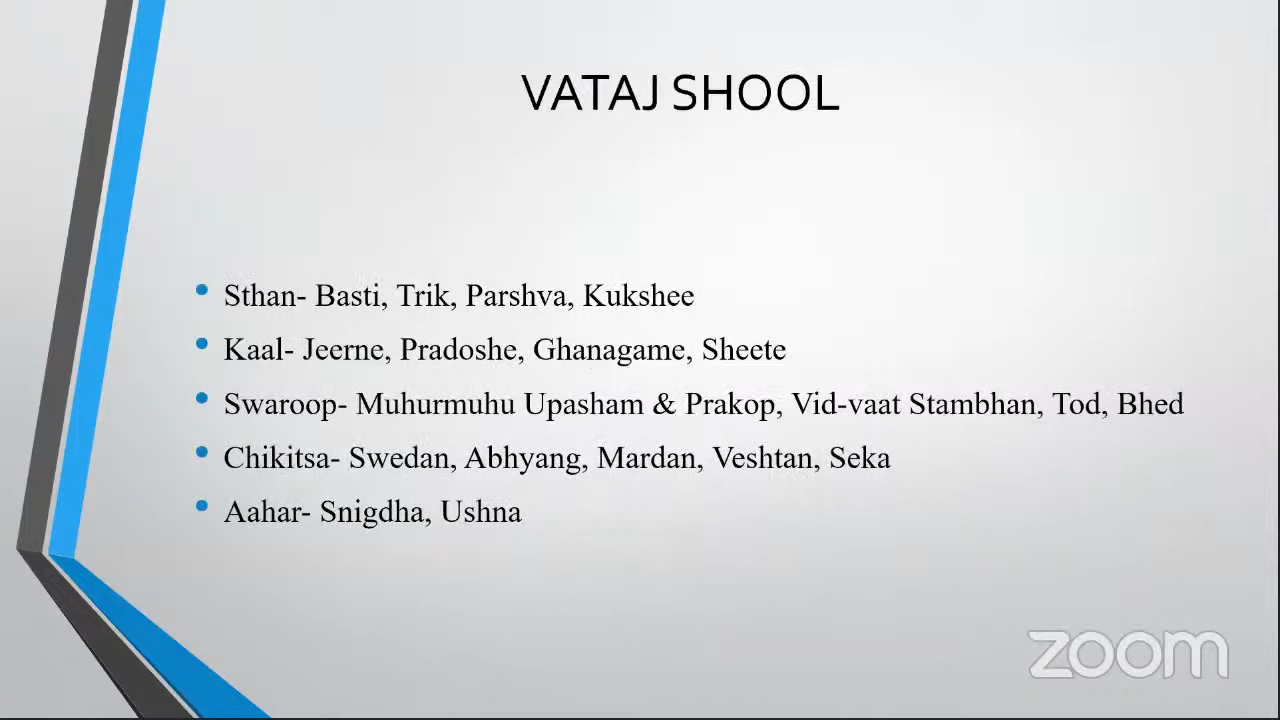 VATAJ SHOOL
• Sthan- Basti, Trik, Parshva, Kukshee
• Kaal- Jeerne, Pradoshe, Ghanagame, Sheete
• Swaroop- Muhurmuhu Upasham & Prakop, Vid-vaat Stambhan, Tod, Bhed
• Chikitsa- Swedan, Abhyang, Mardan, Veshtan, Seka
• Aahar- Snigdha, Ushna
zoom